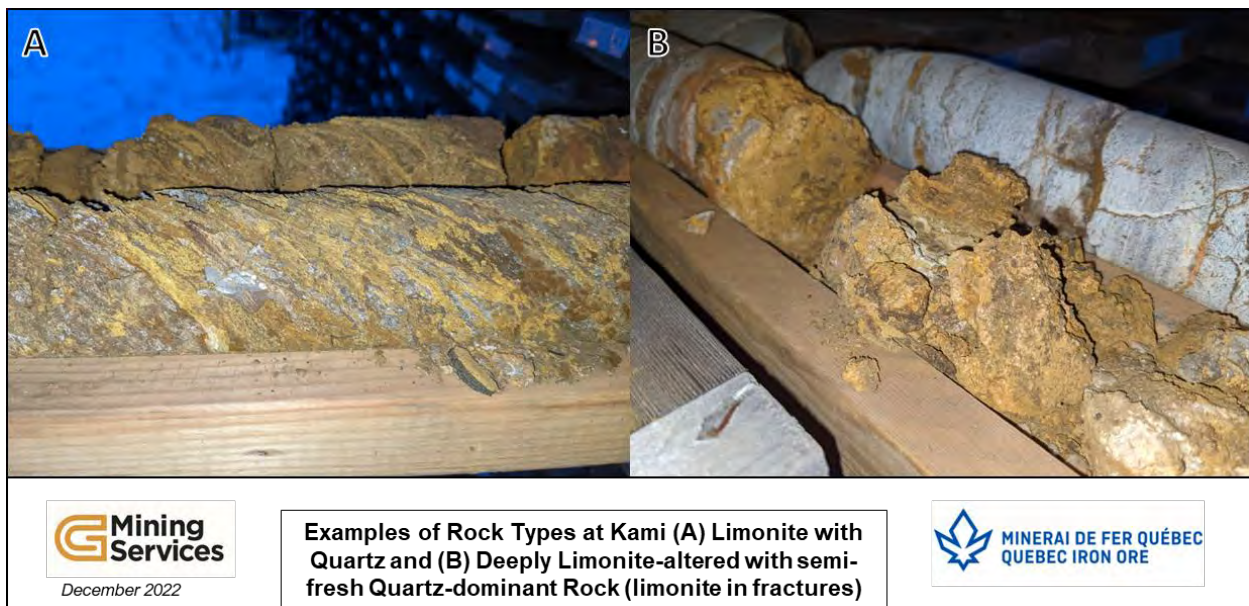 A
B
G Mining
Services
December 2022
Examples of Rock Types at Kami (A) Limonite with
Quartz and (B) Deeply Limonite-altered with semi-
fresh Quartz-dominant Rock (limonite in fractures)
MINERAI DE FER QUÉBEC
QUEBEC IRON ORE